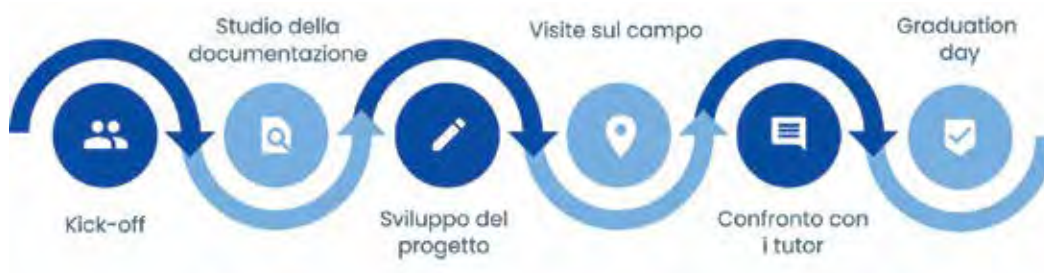 Kick-off
Studio della
documentazione
Sviluppo del
progetto
Visite sul campo
Confronto con
i tutor
Graduation
day